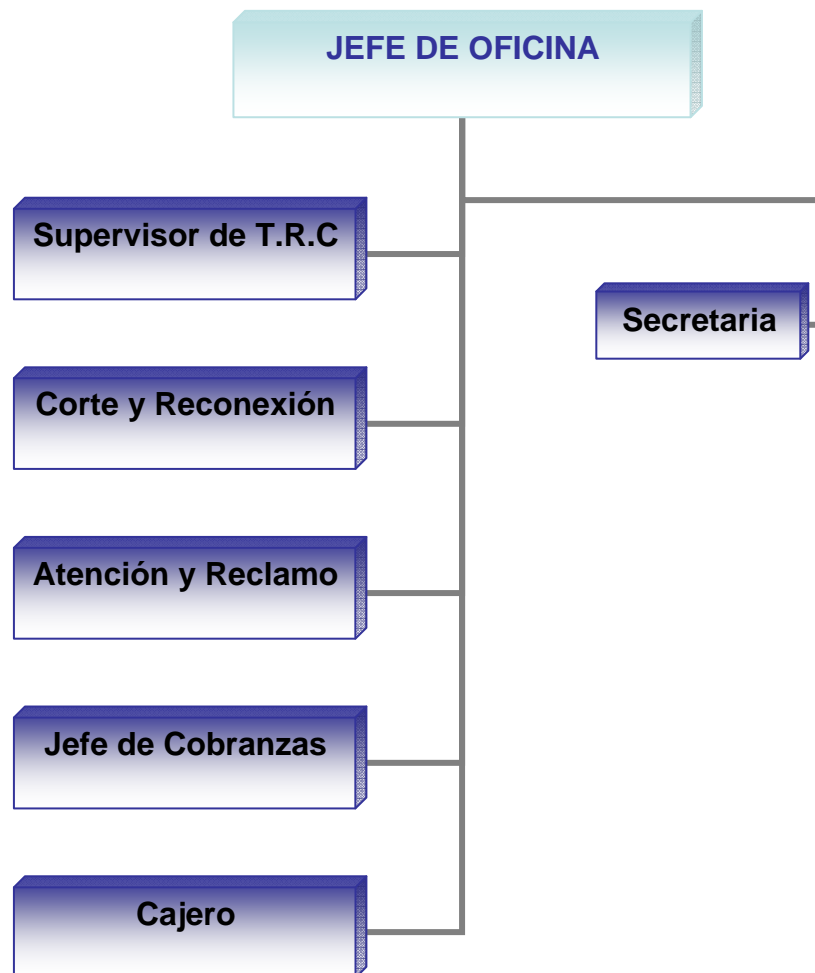 JEFE DE OFICINA
Supervisor de T.R.C
Secretaria
Corte y Reconexión
Atención y Reclamo
Jefe de Cobranzas
Cajero